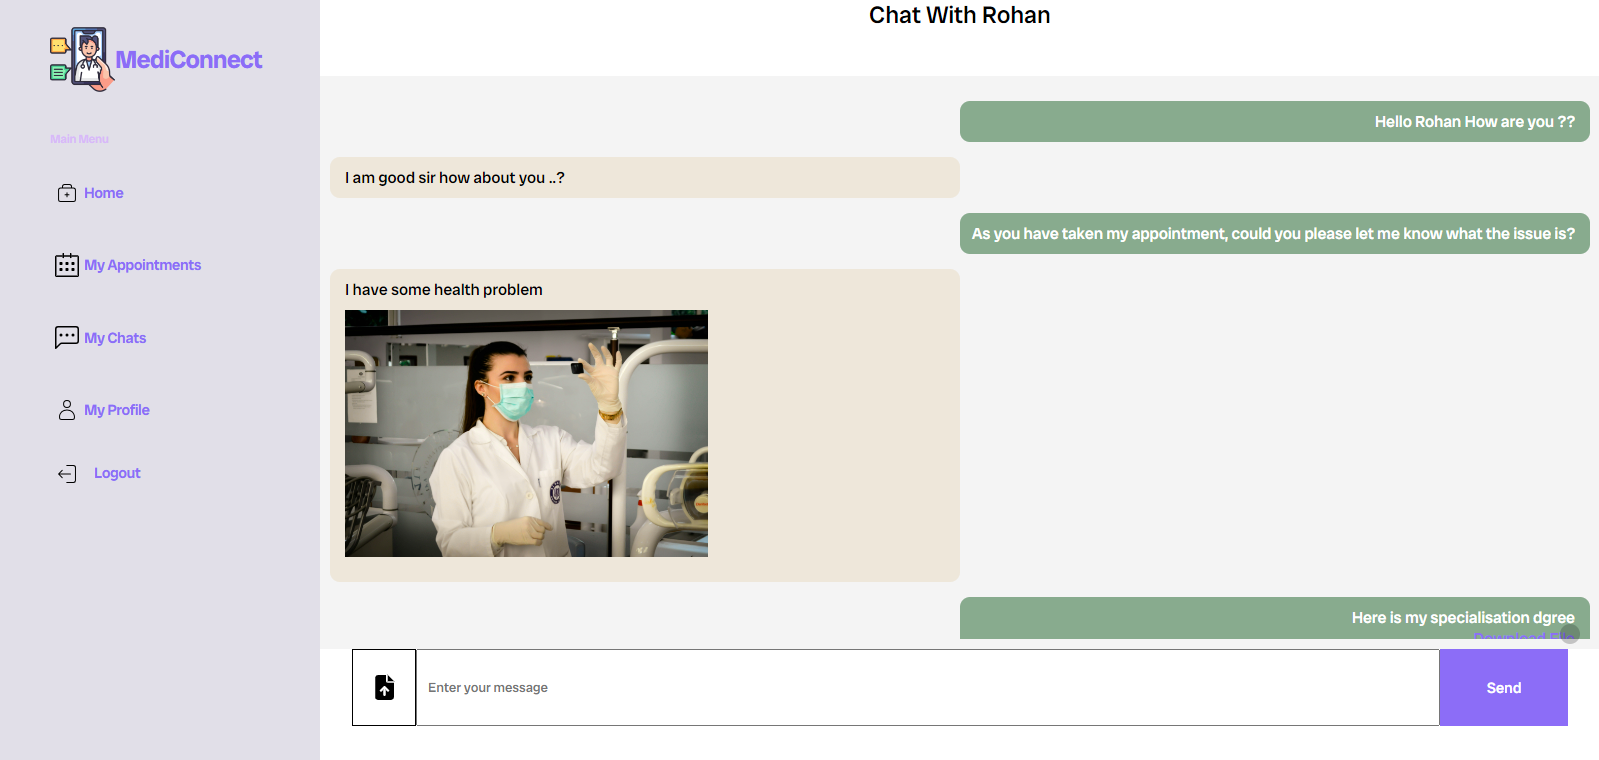 MediConnect
Main Menu
Home
My Appointments
My Chats
My Profile
Logout
Chat With Rohan
Hello Rohan How are you ??
I am good sir how about you ..?
As you have taken my appointment, could you please let me know what the issue is?
I have some health problem
Here is my specialisation dgree
Download File
Enter your message
Send